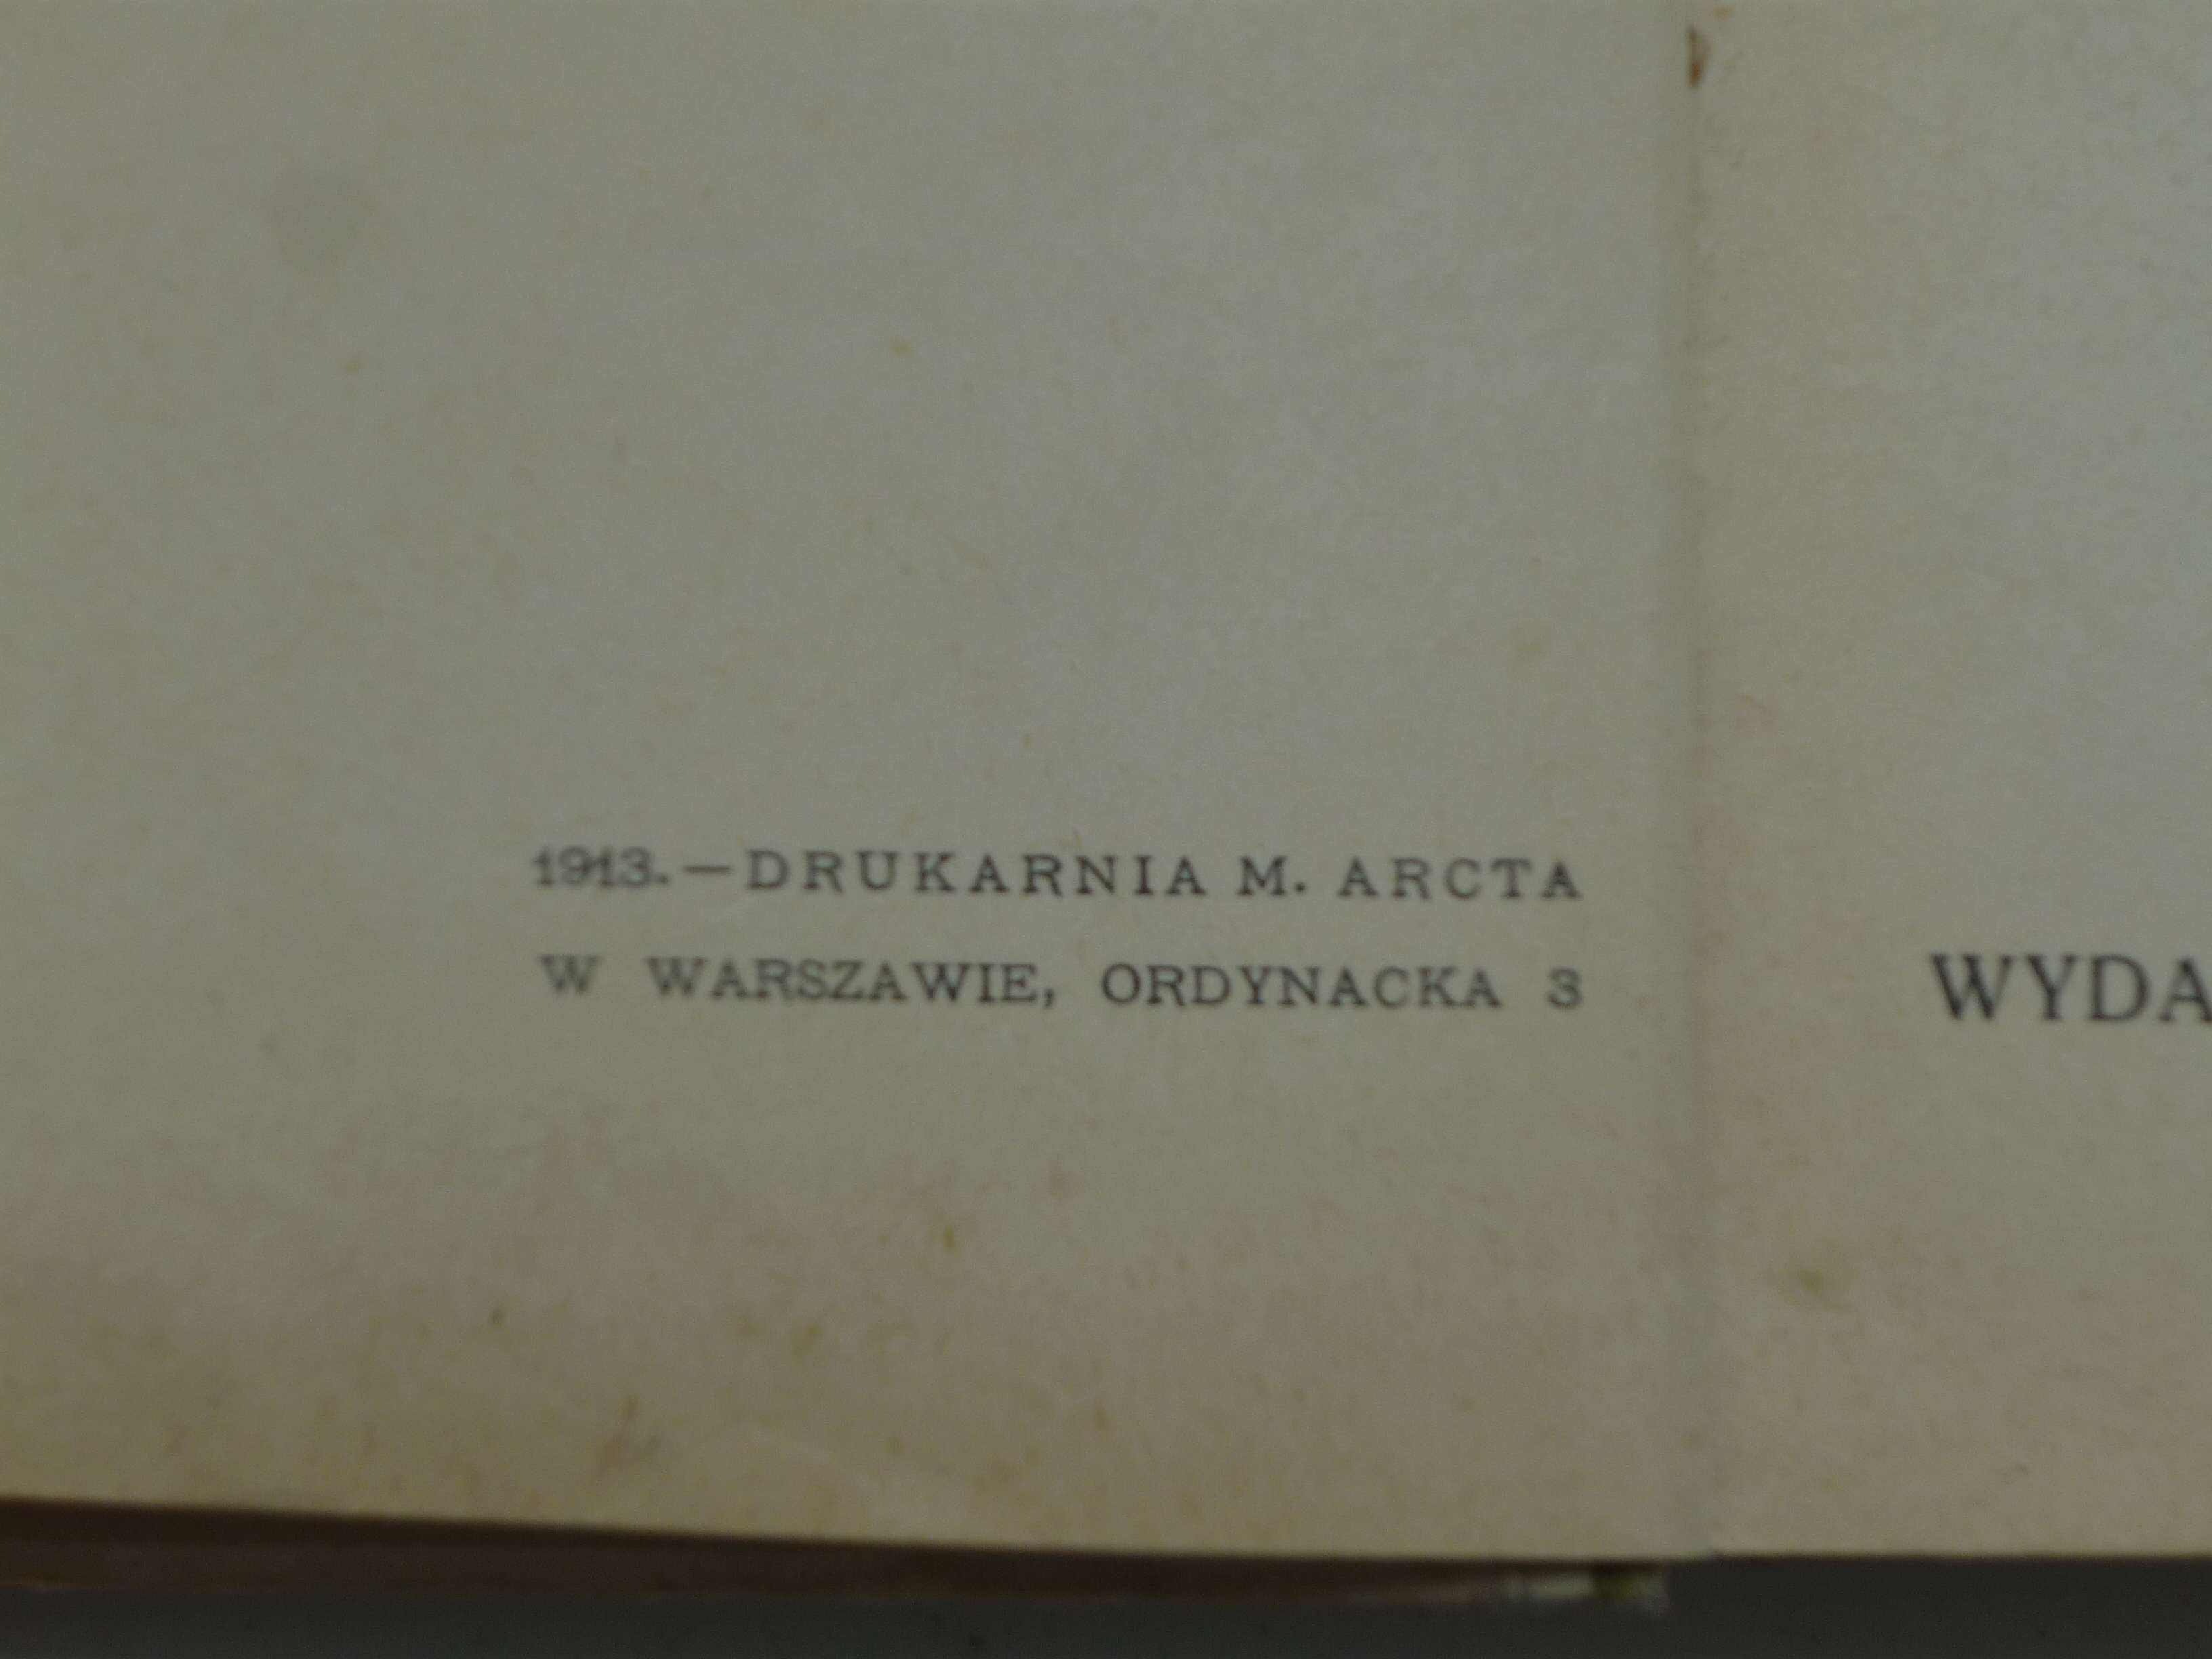 1913.—DRUKARNIA M. ARCTA
W WARSZAWIE, ORDYNACKA 3
WYDA